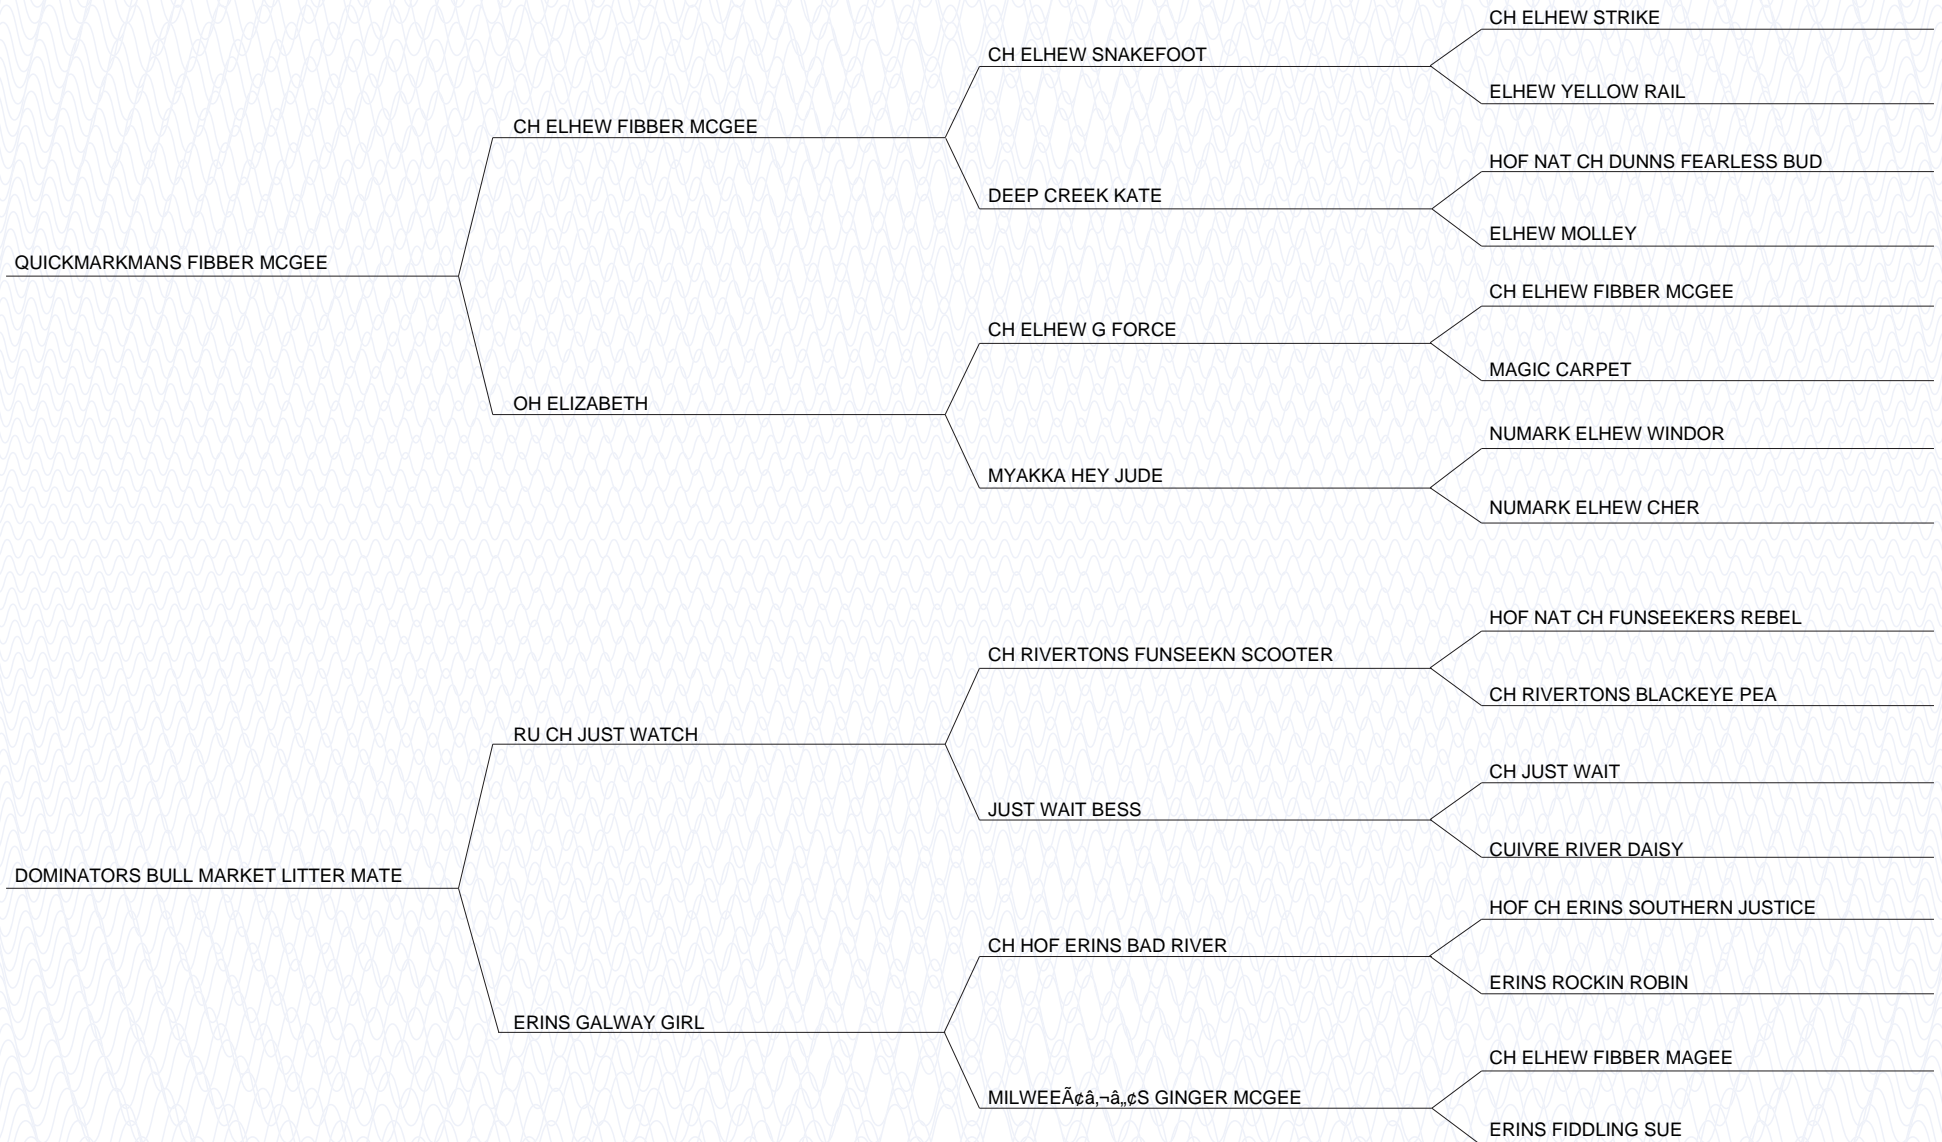 CH ELHEW STRIKE
CH ELHEW SNAKEFOOT
ELHEW YELLOW RAIL
CH ELHEW FIBBER MCGEE
HOF NAT CH DUNNS FEARLESS BUD
DEEP CREEK KATE
ELHEW MOLLEY
QUICKMARKMANS FIBBER MCGEE
CH ELHEW FIBBER MCGEE
CH ELHEW G FORCE
MAGIC CARPET
OH ELIZABETH
NUMARK ELHEW WINDOR
MYAKKA HEY JUDE
NUMARK ELHEW CHER
HOF NAT CH FUNSEEKERS REBEL
CH RIVERTONS FUNSEEKN SCOOTER
CH RIVERTONS BLACKEYE PEA
RU CH JUST WATCH
CH JUST WAIT
JUST WAIT BESS
CUIVRE RIVER DAISY
DOMINATORS BULL MARKET LITTER MATE
HOF CH ERINS SOUTHERN JUSTICE
CH HOF ERINS BAD RIVER
ERINS ROCKIN ROBIN
ERINS GALWAY GIRL
CH ELHEW FIBBER MAGEE
MILWEEÃ¢â‚¬â„¢S GINGER MCGEE
ERINS FIDDLING SUE